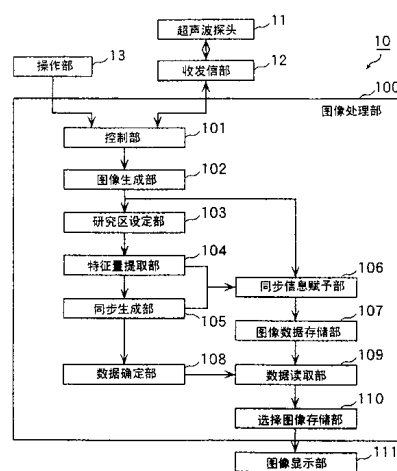 11
超声波探头
13
12
10
操作部
收发信部
100
图像处理部
101
控制部
102
图像生成部
103
研究区设定部
104
特征量提取部
106
同步信息赋予部
同步生成部
105
107
图像数据存储部
108
109
数据确定部
数据读取部
110
选择图像存储部
图像显示部
111